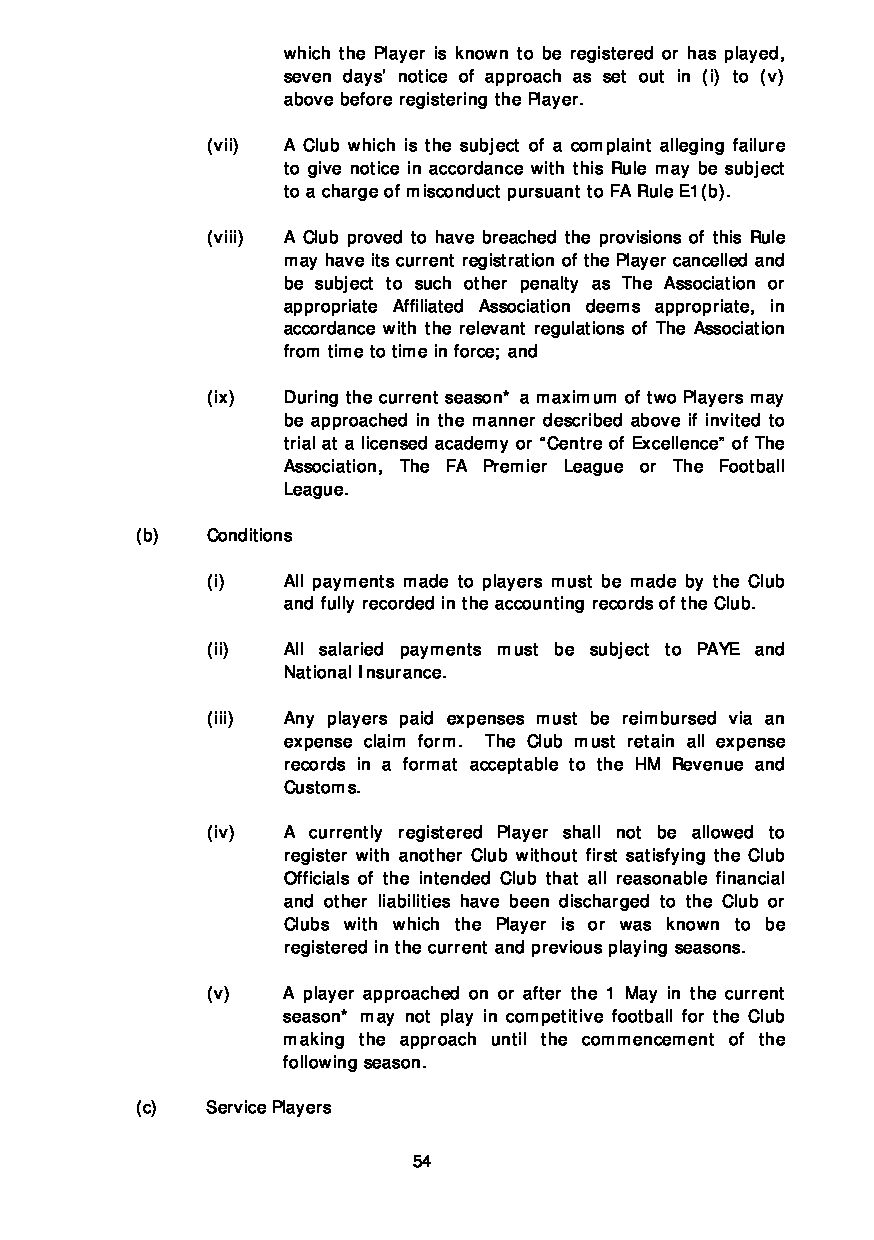 which the Player is known to be registered or has played,
seven days' notice of approach as set out in (i) to (v)
above before registering the Player.
(vii) A Club which is the subject of a complaint alleging failure
to give notice in accordance with this Rule may be subject
to a charge of misconduct pursuant to FA Rule E1(b).
(viii) A Club proved to have breached the provisions of this Rule
may have its current registration of the Player cancelled and
be subject to such other penalty as The Association or
appropriate Affiliated Association deems appropriate, in
accordance with the relevant regulations of The Association
from time to time in force; and
(ix) During the current season* a maximum of two Players may
be approached in the manner described above if invited to
trial at a licensed academy or “Centre of Excellence” of The
Association, The FA Premier League or The Football
League.
(b) Conditions
(i) All payments made to players must be made by the Club
and fully recorded in the accounting records of the Club.
(ii) All salaried payments must be subject to PAYE and
National Insurance.
(iii) Any players paid expenses must be reimbursed via an
expense claim form. The Club must retain all expense
records in a format acceptable to the HM Revenue and
Customs.
(iv) A currently registered Player shall not be allowed to
register with another Club without first satisfying the Club
Officials of the intended Club that all reasonable financial
and other liabilities have been discharged to the Club or
Clubs with which the Player is or was known to be
registered in the current and previous playing seasons.
(v) A player approached on or after the 1 May in the current
season* may not play in competitive football for the Club
making the approach until the commencement of the
following season.
(c) Service Players
54